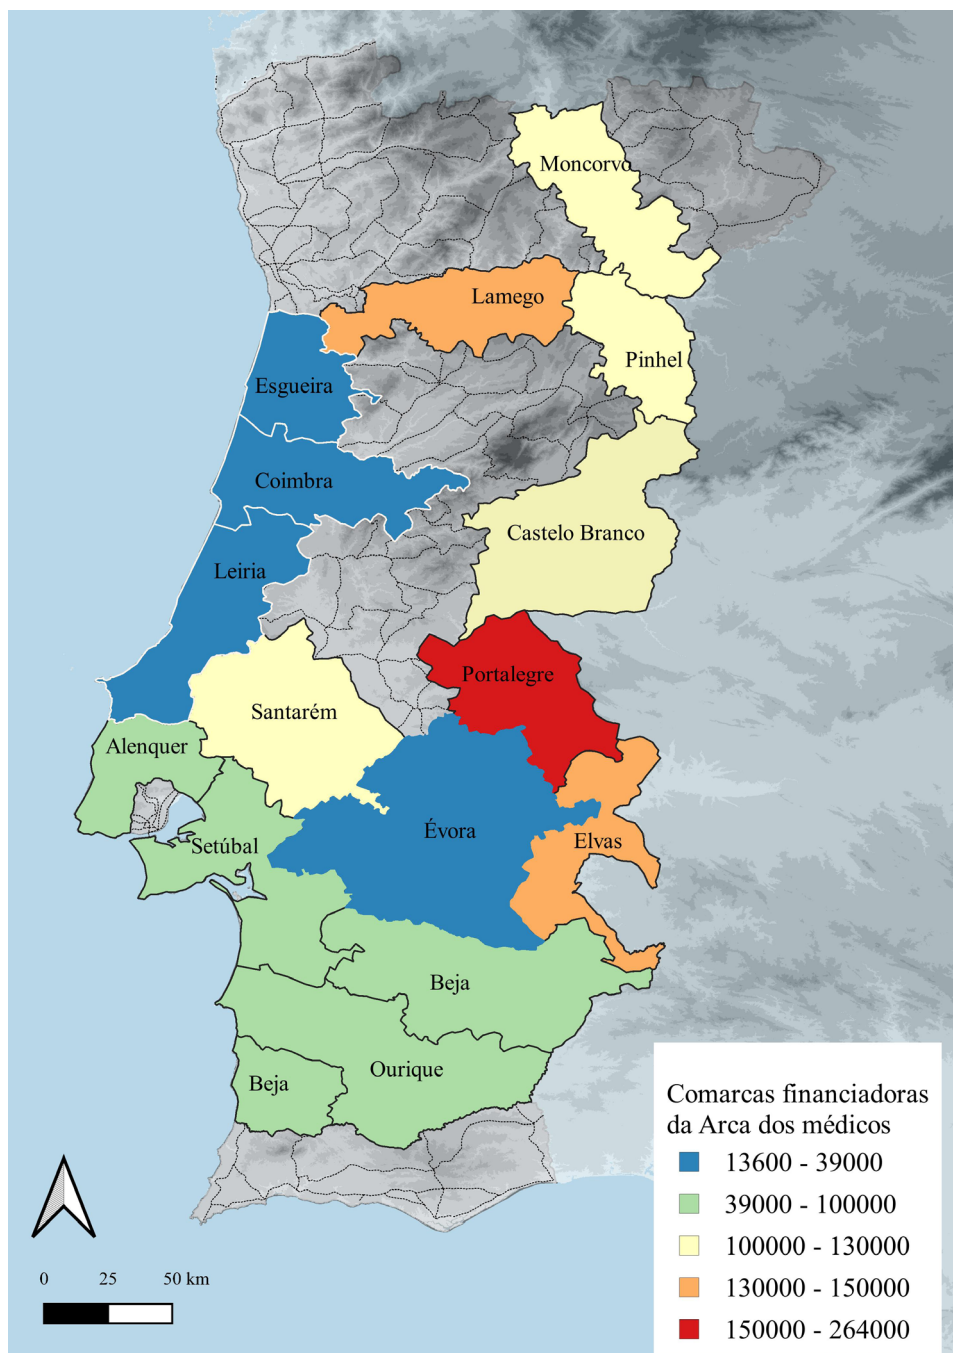 Moncorvo
Lamego
Pinhel
Esgueira
Coimbra
Castelo Branco
Leiria
Portalegre
Santarém
Alenquer
Évora
Elvas
Setúbal
Beja
Ourique
Beja
Comarcas financiadoras
da Arca dos médicos
13600 - 39000
39000 - 100000
100000 - 130000
130000 - 150000
150000 - 264000
0 25 50 km